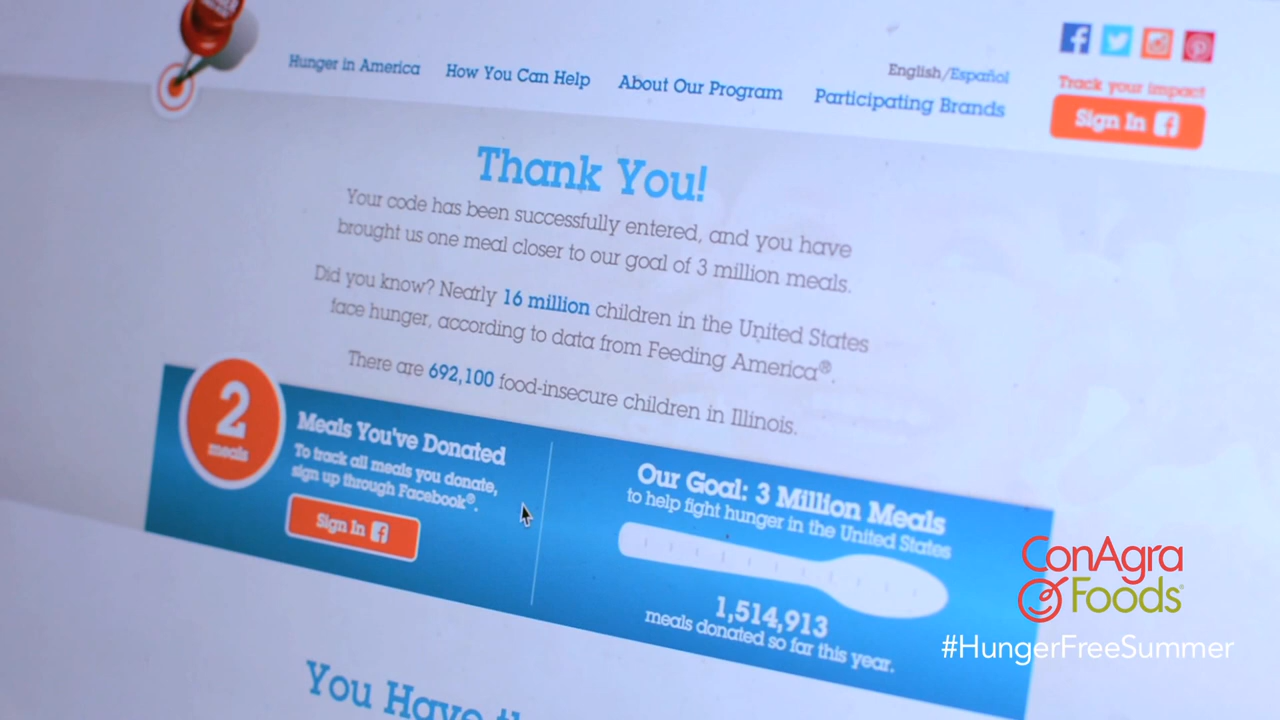 Hunger in America
How You Can Help
About Our Program
English/Español
Participating Brands
Track your impact
Sign In
Thank You!
Your code has been successfully entered, and you have
brought us one meal closer to our goal of 3 million meals.
Did you know? Nearly 16 million children in the United States
face hunger, according to data from Feeding America®.
There are 692,100 food-insecure children in Illinois.
2
meals
Meals You've Donated
To track all meals you donate,
sign up through Facebook®.
Sign In
Our Goal: 3 Million Meals
to help fight hunger in the United States
1,514,913
meals donated so far this year.
ConAgra
Foods®
#HungerFreeSummer
You Have